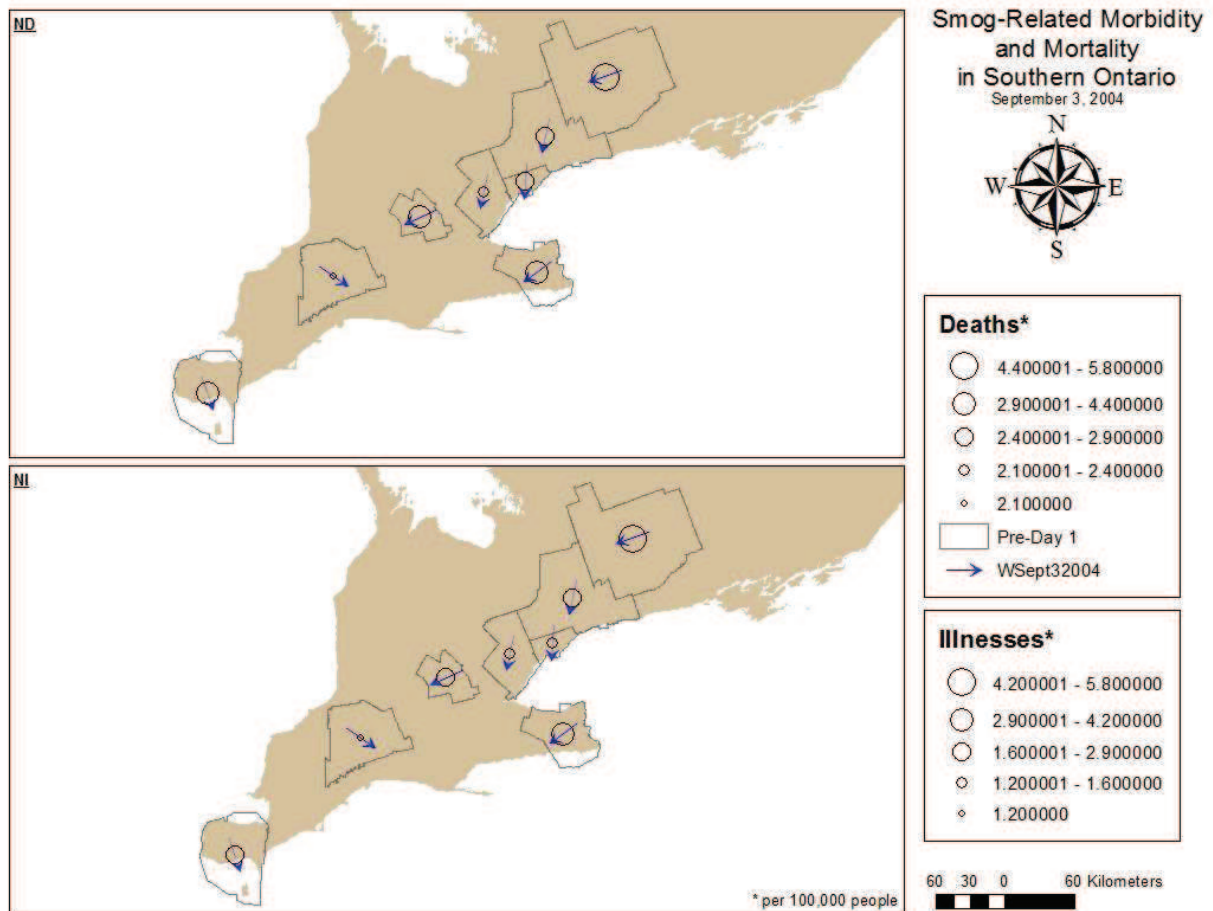 ND
NI
* per 100,000 people
Smog-Related Morbidity
and Mortality
in Southern Ontario
September 3, 2004
N
W E
S
Deaths*
4.400001 - 5.800000
2.900001 - 4.400000
2.400001 - 2.900000
2.100001 - 2.400000
2.100000
Pre-Day 1
WSept32004
Illnesses*
4.200001 - 5.800000
2.900001 - 4.200000
1.600001 - 2.900000
1.200001 - 1.600000
1.200000
60 30 0 60 Kilometers